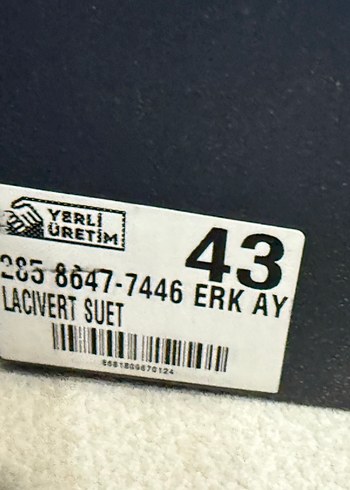 YERLİ
ÜRETİM
43
285 8647-7446 ERK AY
LACIVERT SUET
8681809670124